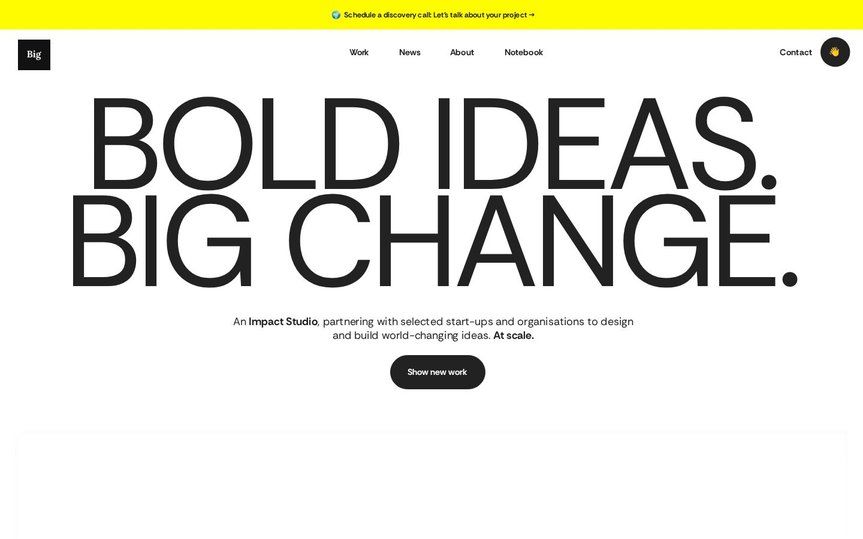 🌍 Schedule a discovery call: Let's talk about your project →
Big
Work
News
About
Notebook
Contact
👋
BOLD IDEAS.
BIG CHANGE.
An Impact Studio, partnering with selected start-ups and organisations to design
and build world-changing ideas. At scale.
Show new work